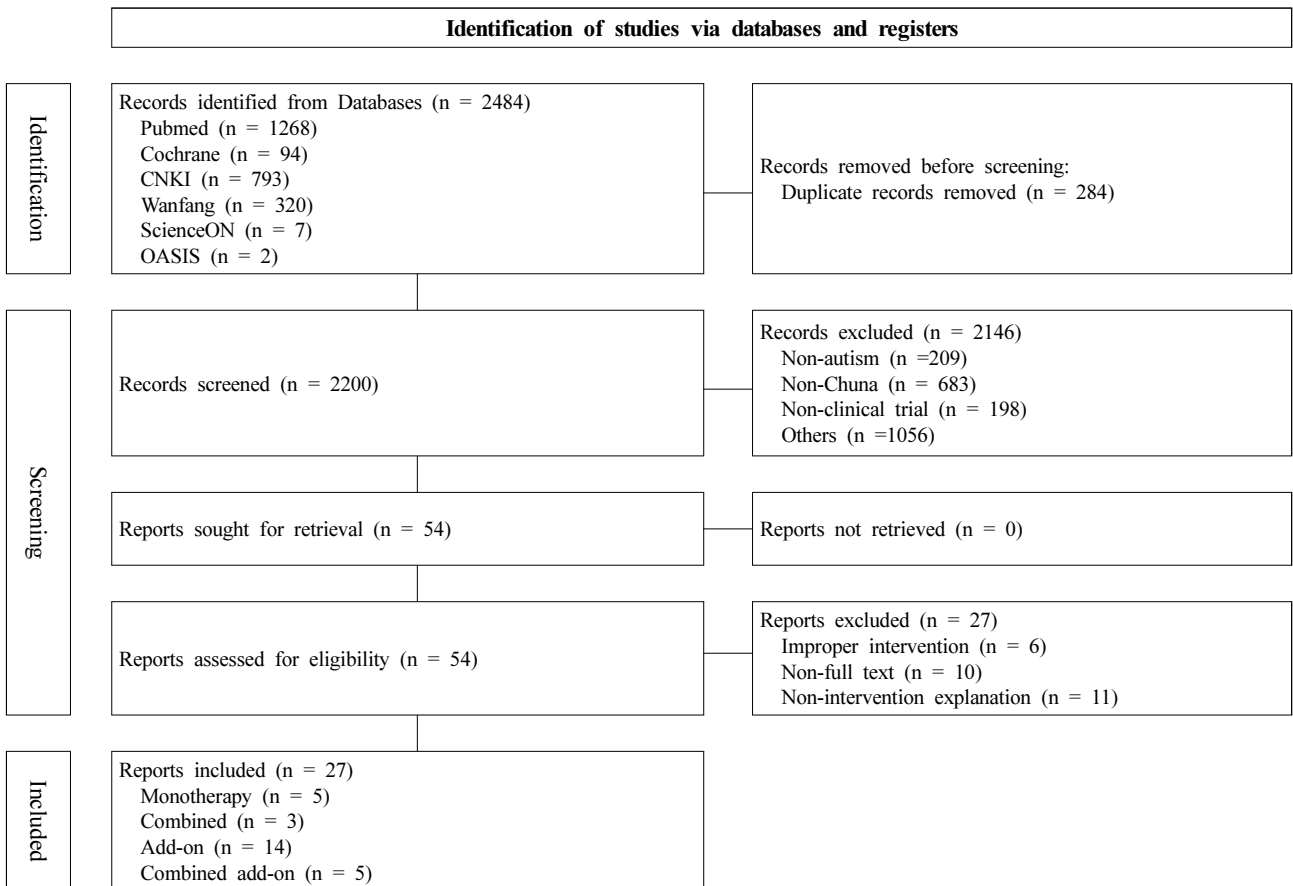 Identification of studies via databases and registers
Identification
Records identified from Databases (n = 2484)
Pubmed (n = 1268)
Cochrane (n = 94)
CNKI (n = 793)
Wanfang (n = 320)
ScienceON (n = 7)
OASIS (n = 2)
Records removed before screening:
Duplicate records removed (n = 284)
Screening
Records screened (n = 2200)
Records excluded (n = 2146)
Non-autism (n =209)
Non-Chuna (n = 683)
Non-clinical trial (n = 198)
Others (n =1056)
Reports sought for retrieval (n = 54)
Reports not retrieved (n = 0)
Reports assessed for eligibility (n = 54)
Reports excluded (n = 27)
Improper intervention (n = 6)
Non-full text (n = 10)
Non-intervention explanation (n = 11)
Included
Reports included (n = 27)
Monotherapy (n = 5)
Combined (n = 3)
Add-on (n = 14)
Combined add-on (n = 5)